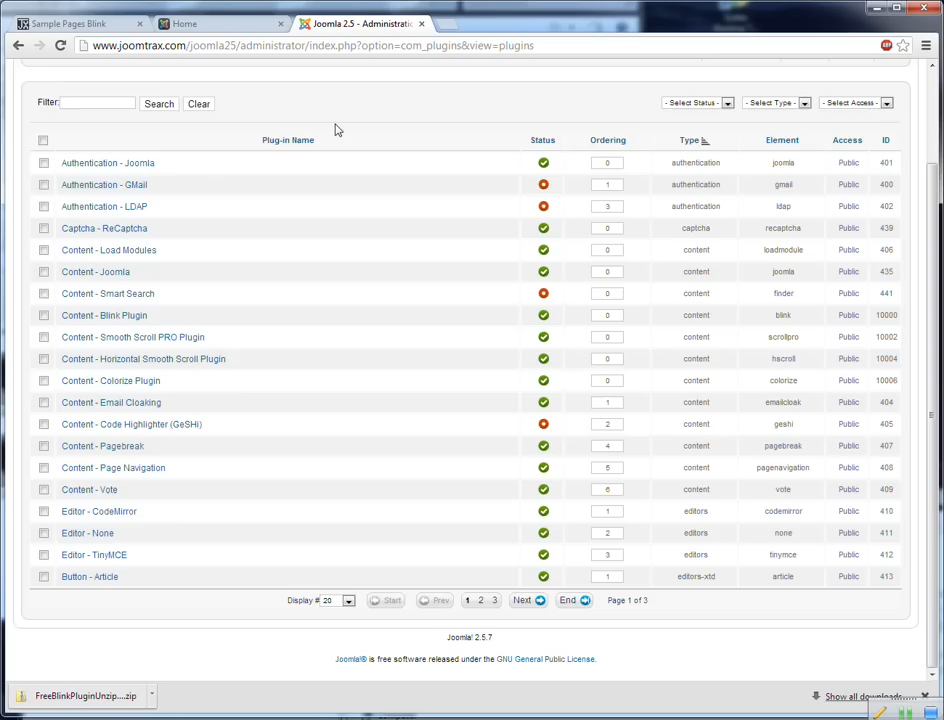 Sample Pages Blink
Home
Joomla 2.5 - Administratio
www.joomtrax.com/joomla25/administrator/index.php?option=com_plugins&view=plugins
Filter: Search Clear - Select Status - - Select Type - - Select Access -
Plug-in Name Status Ordering Type Element Access ID
Authentication - Joomla 0 authentication joomla Public 401
Authentication - GMail 1 authentication gmail Public 400
Authentication - LDAP 3 authentication ldap Public 402
Captcha - ReCaptcha 0 captcha recaptcha Public 439
Content - Load Modules 0 content loadmodule Public 406
Content - Joomla 0 content joomla Public 435
Content - Smart Search 0 content finder Public 441
Content - Blink Plugin 0 content blink Public 10000
Content - Smooth Scroll PRO Plugin 0 content scrollpro Public 10002
Content - Horizontal Smooth Scroll Plugin 0 content hscroll Public 10004
Content - Colorize Plugin 0 content colorize Public 10006
Content - Email Cloaking 1 content emailcloak Public 404
Content - Code Highlighter (GeSHi) 2 content geshi Public 405
Content - Pagebreak 4 content pagebreak Public 407
Content - Page Navigation 5 content pagenavigation Public 408
Content - Vote 6 content vote Public 409
Editor - CodeMirror 1 editors codemirror Public 410
Editor - None 2 editors none Public 411
Editor - TinyMCE 3 editors tinymce Public 412
Button - Article 1 editors-xtd article Public 413
Display # 20 Start Prev 1 2 3 Next End Page 1 of 3
Joomla! 2.5.7
Joomla!® is free software released under the GNU General Public License.
FreeBlinkPluginUnzip....zip
Show all downloads...